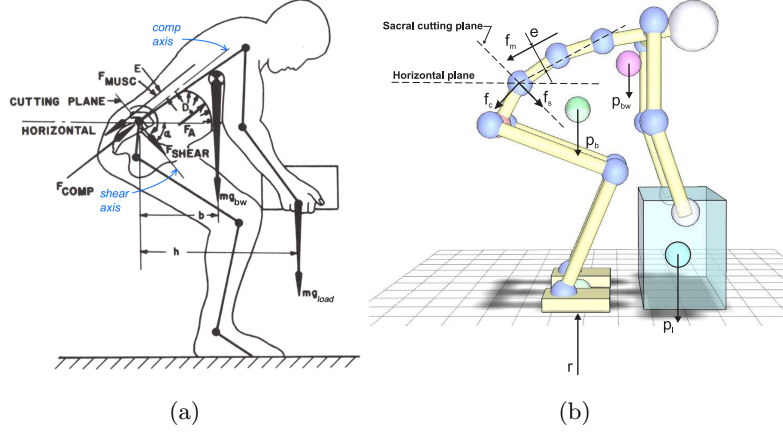 comp
axis
E
F MUSC
CUTTING PLANE
HORIZONTAL
D
α
F A
F SHEAR
F COMP
shear
axis
mg bw
b
h
mg load
(a)
Sacral cutting plane
f m
e
Horizontal plane
f c
f s
p bw
p b
p l
r
(b)